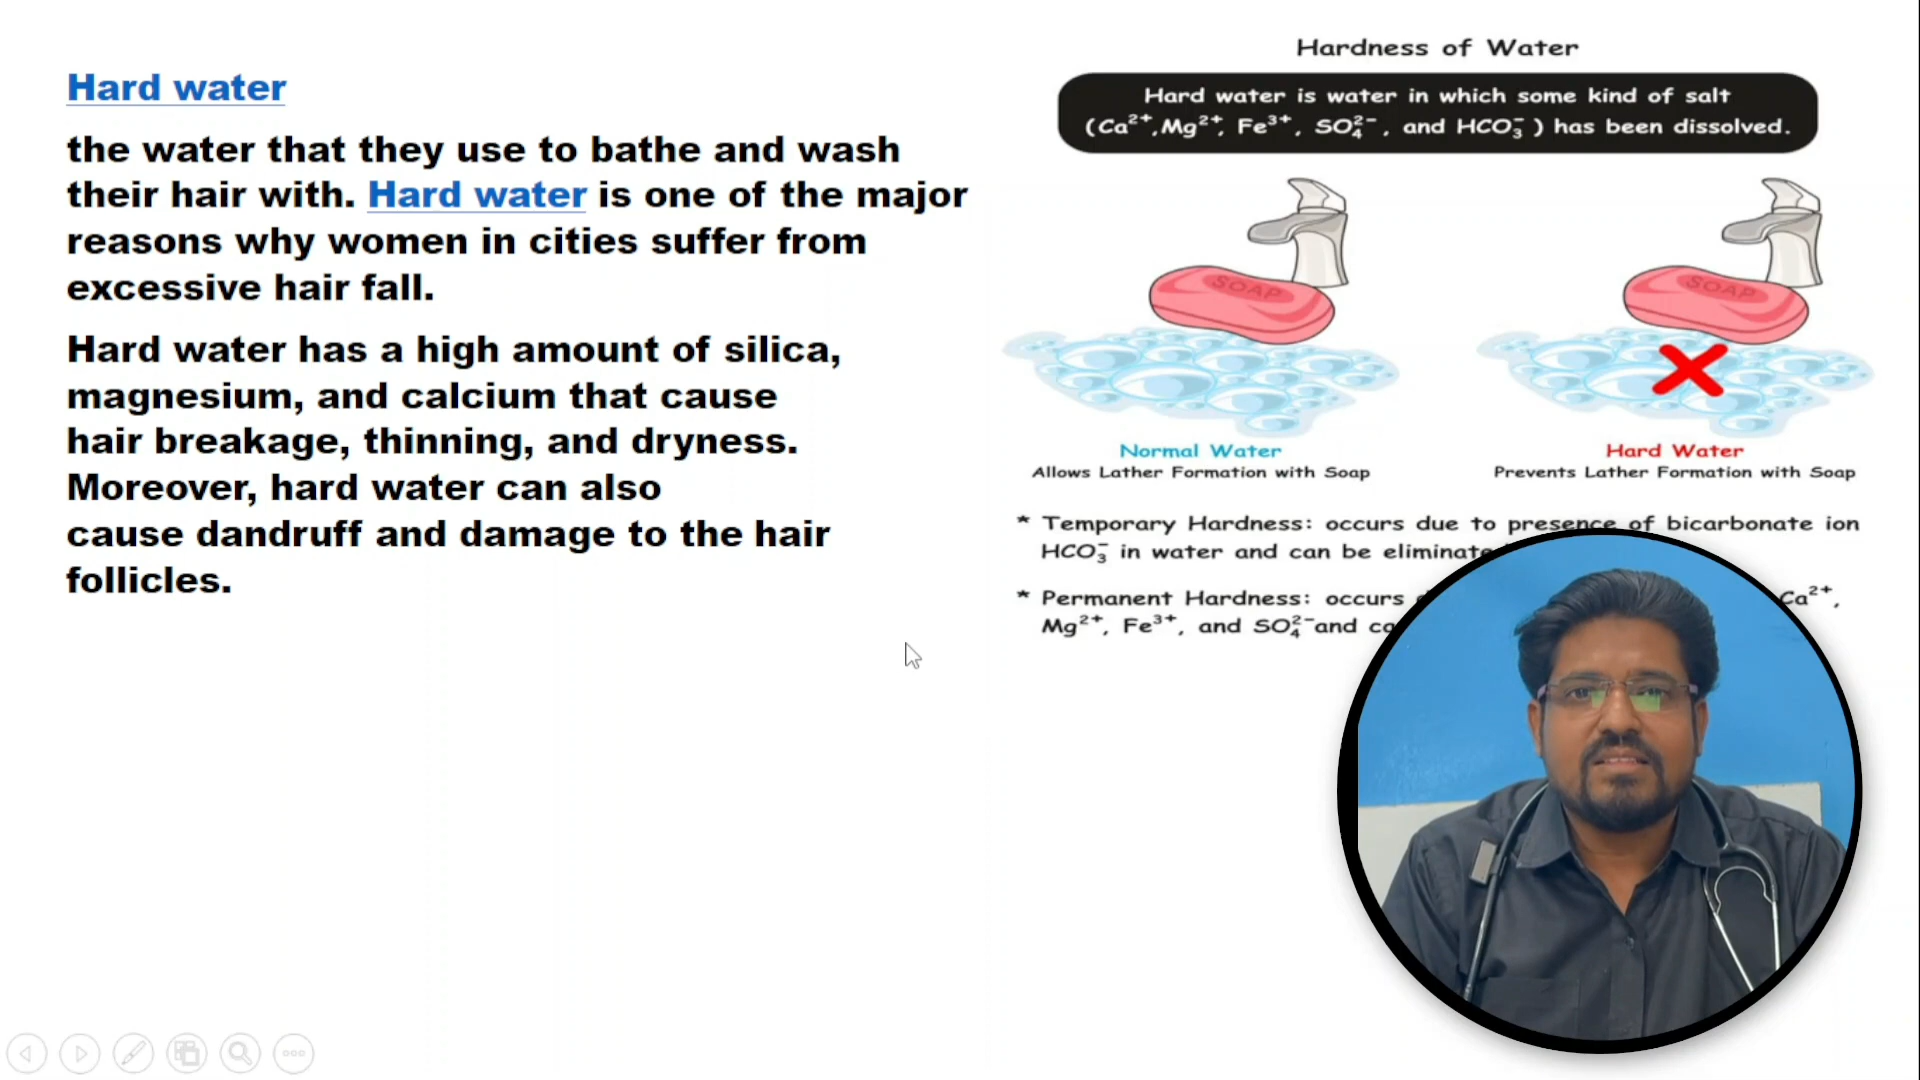 Hard water
the water that they use to bathe and wash
their hair with. Hard water is one of the major
reasons why women in cities suffer from
excessive hair fall.
Hard water has a high amount of silica,
magnesium, and calcium that cause
hair breakage, thinning, and dryness.
Moreover, hard water can also
cause dandruff and damage to the hair
follicles.
Hardness of Water
Hard water is water in which some kind of salt
(Ca²⁺,Mg²⁺, Fe³⁺, SO₄²⁻, and HCO₃⁻) has been dissolved.
SOAP
SOAP
Normal Water
Allows Lather Formation with Soap
Hard Water
Prevents Lather Formation with Soap
* Temporary Hardness: occurs due to presence of bicarbonate ion
HCO₃⁻ in water and can be eliminate
* Permanent Hardness: occurs Ca²⁺,
Mg²⁺, Fe³⁺, and SO₄²⁻and